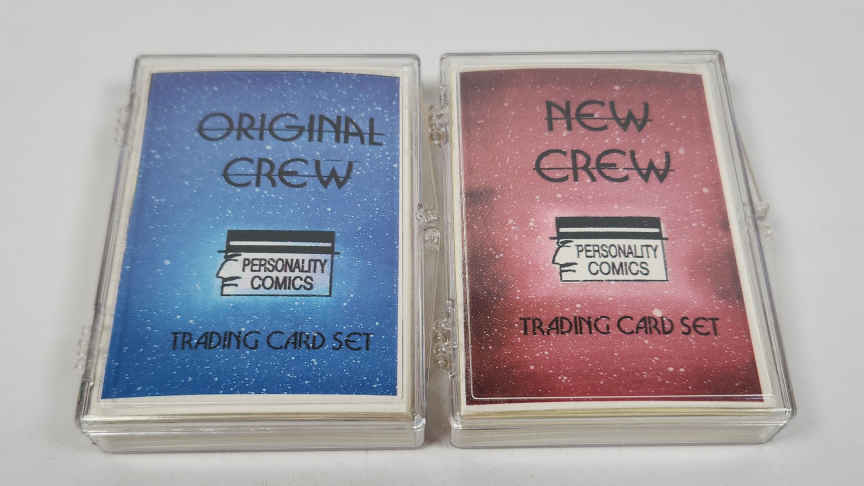 ORIGINAL
CREW
PERSONALITY
COMICS
TRADING CARD SET
NEW
CREW
PERSONALITY
COMICS
TRADING CARD SET